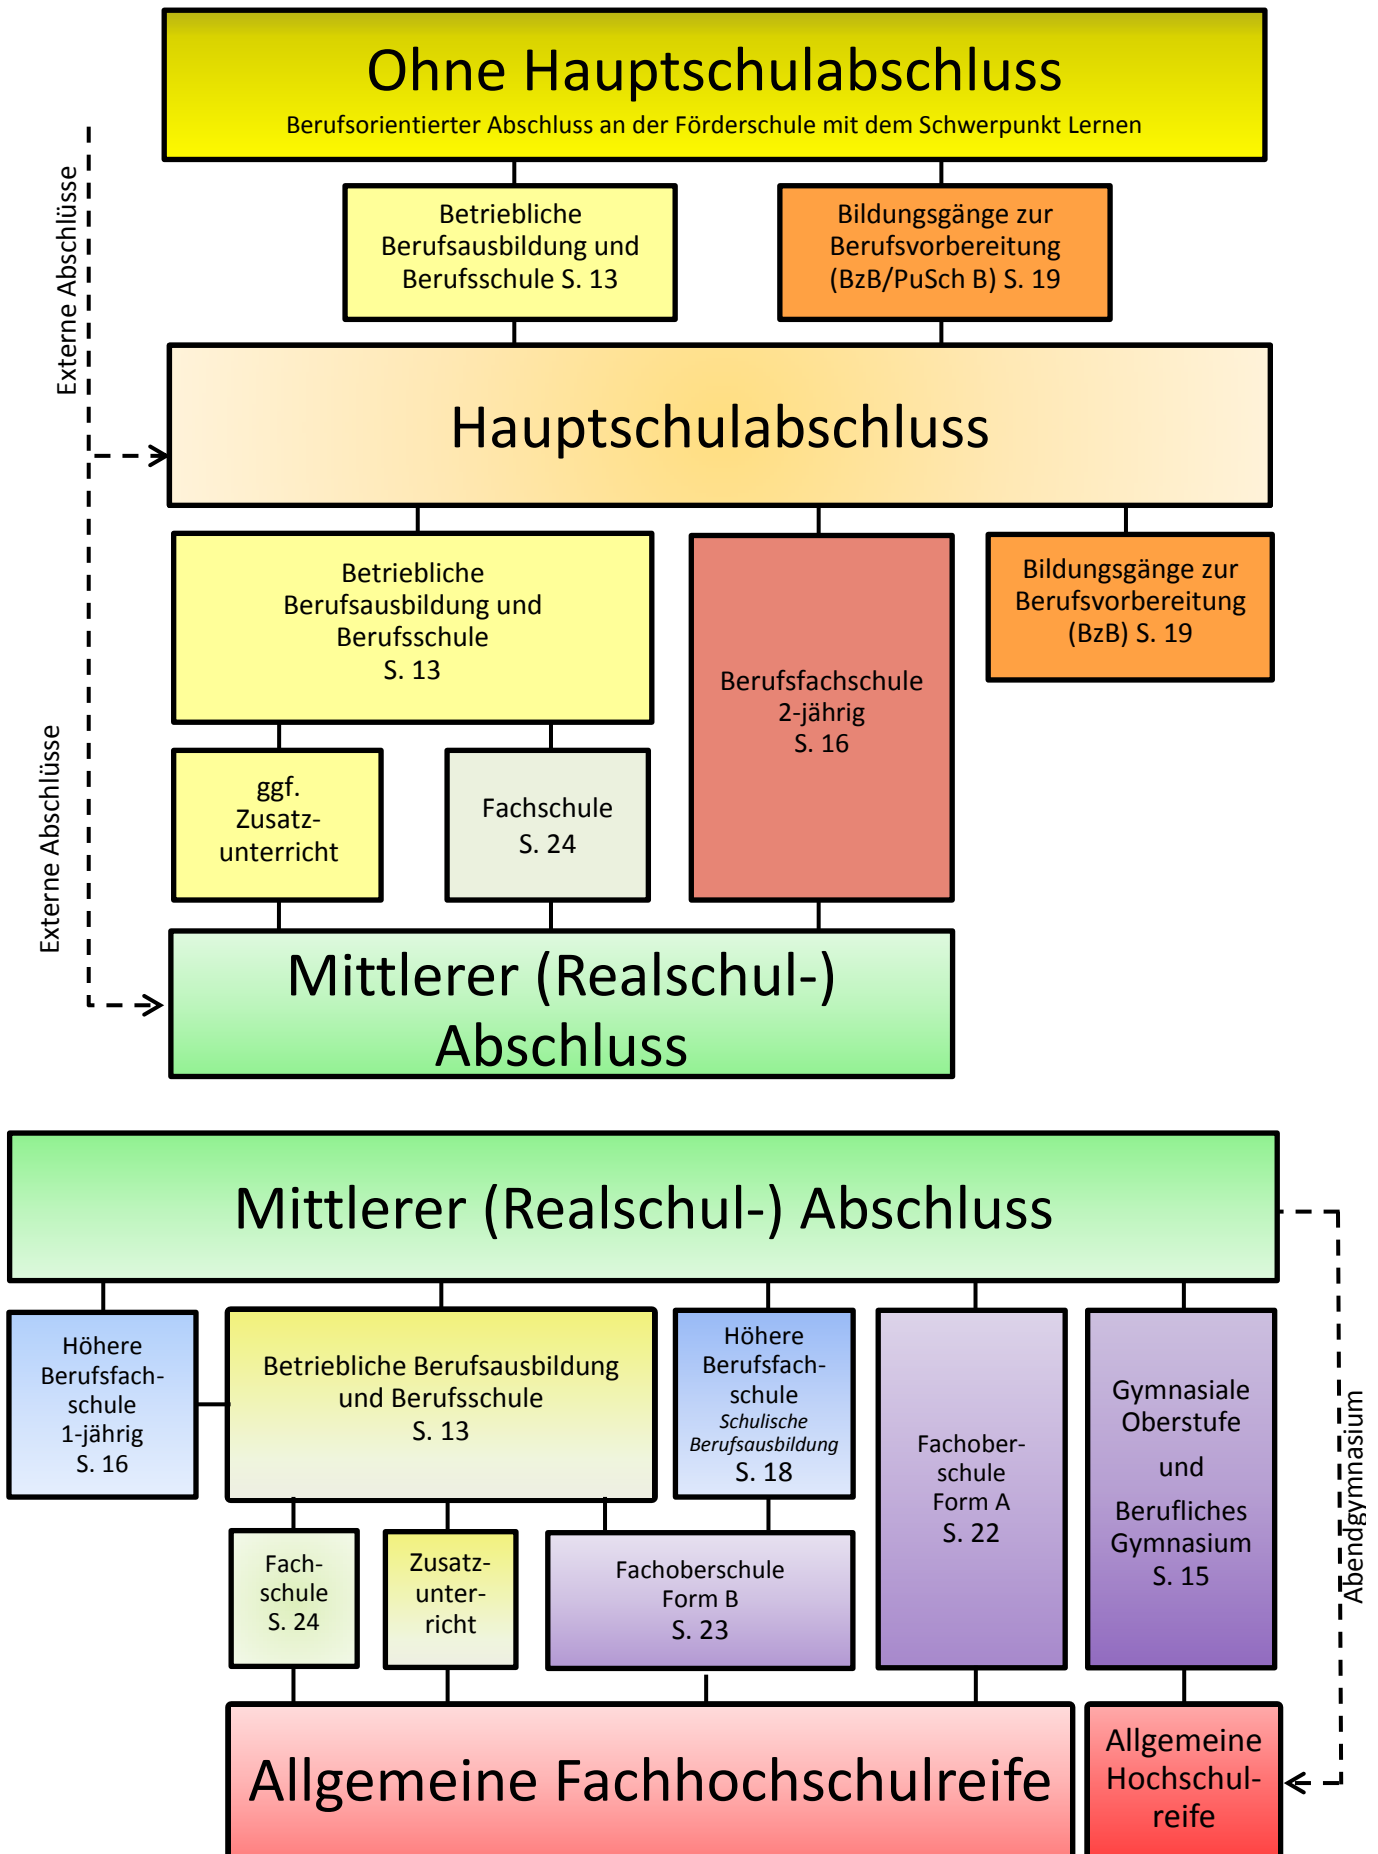 Ohne Hauptschulabschluss
Berufsorientierter Abschluss an der Förderschule mit dem Schwerpunkt Lernen
Externe Abschlüsse
Betriebliche
Berufsausbildung und
Berufsschule S. 13
Bildungsgänge zur
Berufsvorbereitung
(BzB/PuSch B) S. 19
Hauptschulabschluss
Externe Abschlüsse
Betriebliche
Berufsausbildung und
Berufsschule
S. 13
Berufsfachschule
2-jährig
S. 16
Bildungsgänge zur
Berufsvorbereitung
(BzB) S. 19
ggf.
Zusatz-
unterricht
Fachschule
S. 24
Mittlerer (Realschul-)
Abschluss
Mittlerer (Realschul-) Abschluss
Höhere
Berufsfach-
schule
1-jährig
S. 16
Betriebliche Berufsausbildung
und Berufsschule
S. 13
Höhere
Berufsfach-
schule
Schulische
Berufsausbildung
S. 18
Fachober-
schule
Form A
S. 22
Gymnasiale
Oberstufe
und
Berufliches
Gymnasium
S. 15
Abendgymnasium
Fach-
schule
S. 24
Zusatz-
unter-
richt
Fachoberschule
Form B
S. 23
Allgemeine Fachhochschulreife
Allgemeine
Hochschul-
reife